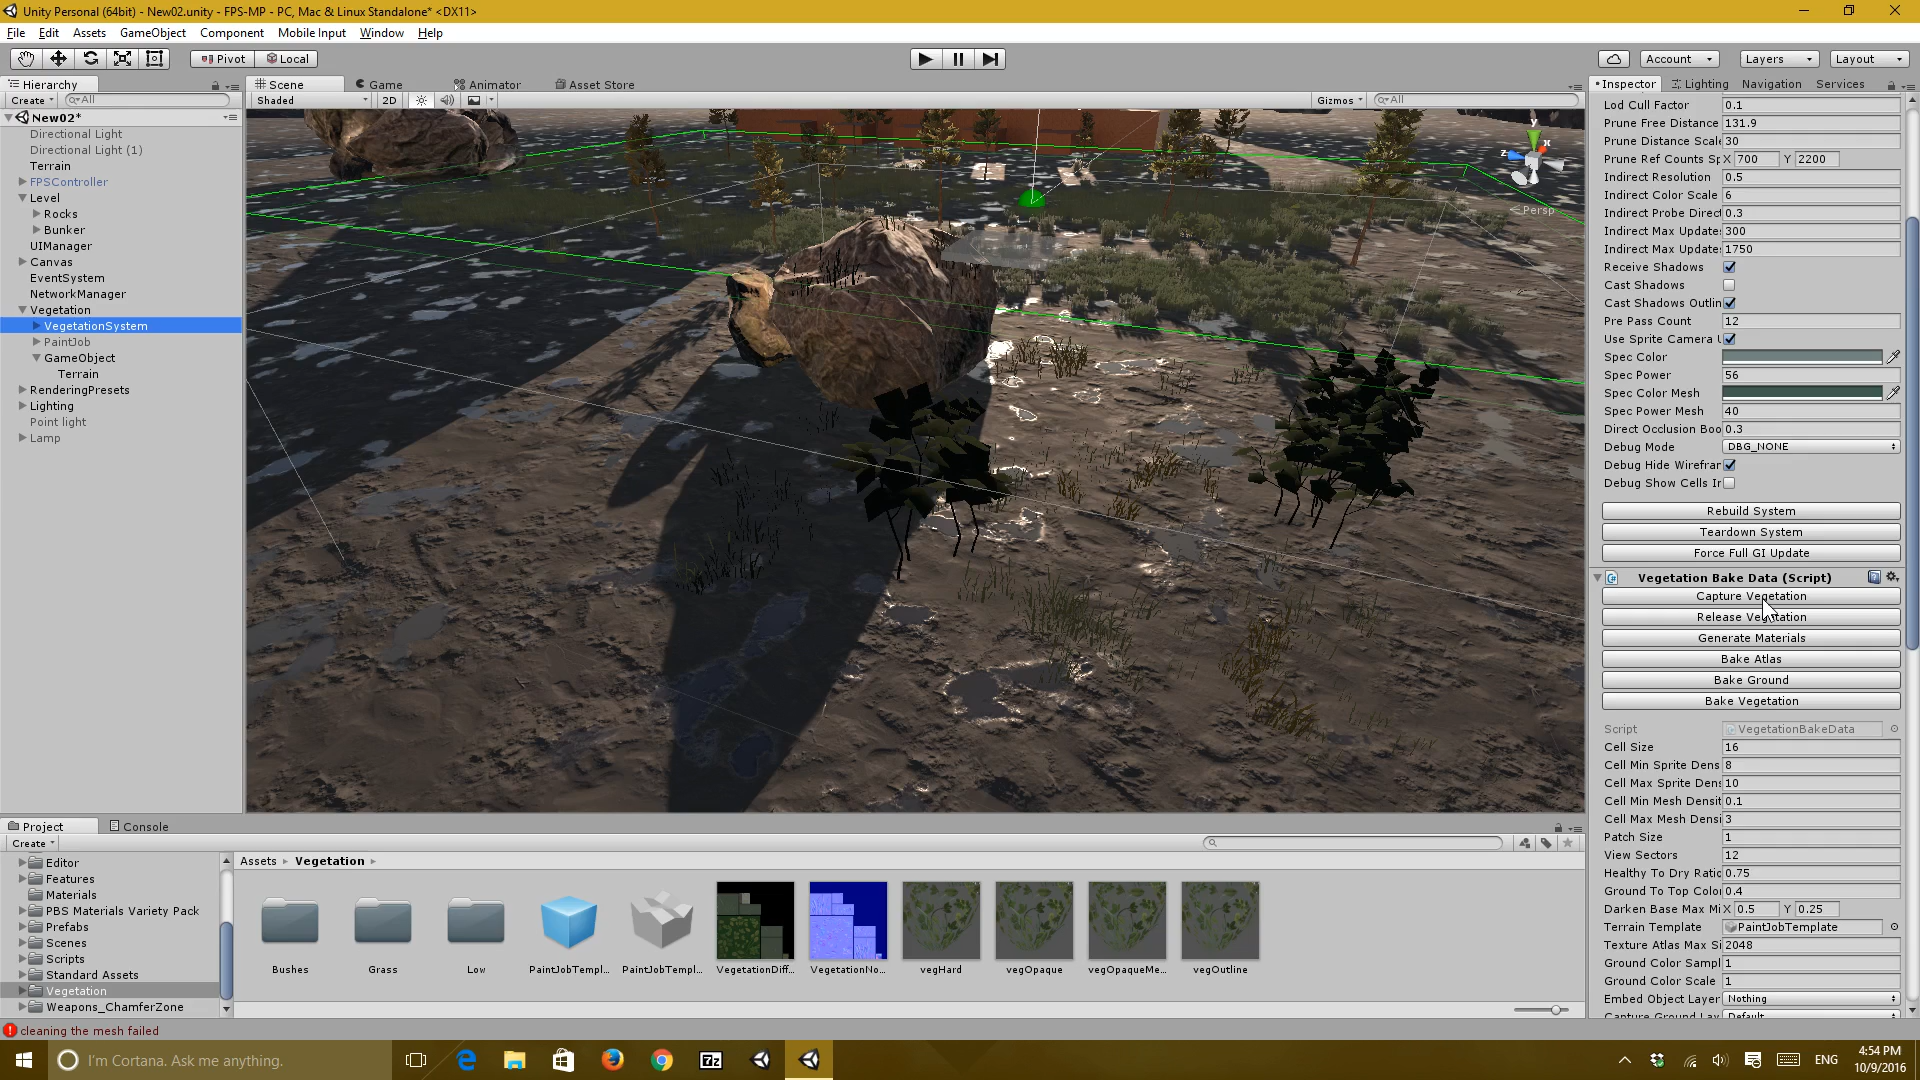 Unity Personal (64bit) - New02.unity - FPS-MP - PC, Mac & Linux Standalone* <DX11>
File Edit Assets GameObject Component Mobile Input Window Help
Pivot Local Account Layers Layout
Hierarchy
Create All
New02*
Directional Light
Directional Light (1)
Terrain
FPSController
Level
Rocks
Bunker
UIManager
Canvas
EventSystem
NetworkManager
Vegetation
VegetationSystem
PaintJob
GameObject
Terrain
RenderingPresets
Lighting
Point light
Lamp
Scene Game Animator Asset Store
Shaded 2D Gizmos All
y
x
z
Persp
Inspector Lighting Navigation Services
Lod Cull Factor 0.1
Prune Free Distance 131.9
Prune Distance Scale 30
Prune Ref Counts Sp X 700 Y 2200
Indirect Resolution 0.5
Indirect Color Scale 6
Indirect Probe Direct 0.3
Indirect Max Update 300
Indirect Max Update 1750
Receive Shadows
Cast Shadows
Cast Shadows Outlin
Pre Pass Count 12
Use Sprite Camera U
Spec Color
Spec Power 56
Spec Color Mesh
Spec Power Mesh 40
Direct Occlusion Boo 0.3
Debug Mode DBG_NONE
Debug Hide Wirefrar
Debug Show Cells Ir
Rebuild System
Teardown System
Force Full GI Update
Vegetation Bake Data (Script)
Capture Vegetation
Release Vegetation
Generate Materials
Bake Atlas
Bake Ground
Bake Vegetation
Script VegetationBakeData
Cell Size 16
Cell Min Sprite Dens 8
Cell Max Sprite Dens 10
Cell Min Mesh Densit 0.1
Cell Max Mesh Densi 3
Patch Size 1
View Sectors 12
Healthy To Dry Ratio 0.75
Ground To Top Color 0.4
Darken Base Max Mi X 0.5 Y 0.25
Terrain Template PaintJobTemplate
Texture Atlas Max Si 2048
Ground Color Sampl 1
Ground Color Scale 1
Embed Object Layer Nothing
Capture Ground Lay Default
Project Console
Create
Editor
Features
Materials
PBS Materials Variety Pack
Prefabs
Scenes
Scripts
Standard Assets
Vegetation
Weapons_ChamferZone
Assets Vegetation
Bushes Grass Low PaintJobTempl... PaintJobTempl... VegetationDiff... VegetationNo... vegHard vegOpaque vegOpaqueMe... vegOutline
cleaning the mesh failed
I'm Cortana. Ask me anything.
7z
ENG
4:54 PM
10/9/2016